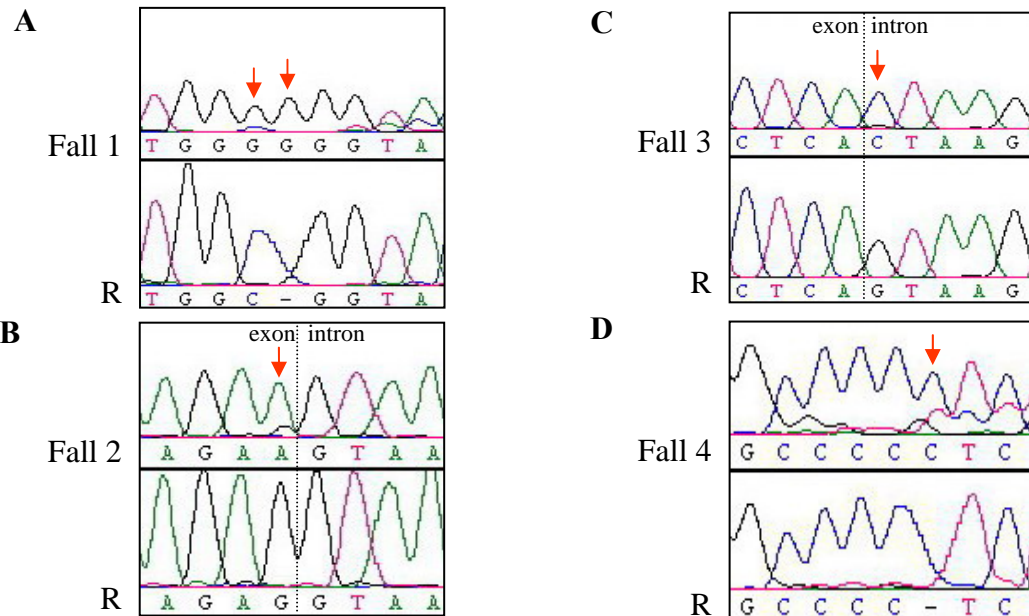 A
Fall 1
T G G G G G G T A
R
T G G C - G G T A
B
exon intron
Fall 2
A G A A G T A A
R
A G A G G T A A
C
exon intron
Fall 3
C T C A C T A A G
R
C T C A G T A A G
D
Fall 4
G C C C C C T C
R
G C C C C - T C